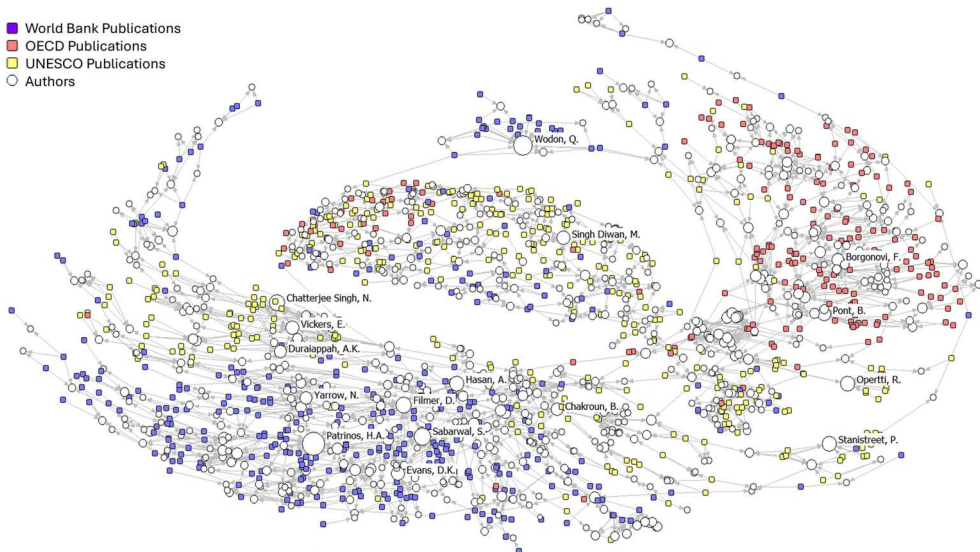 World Bank Publications
OECD Publications
UNESCO Publications
Authors
Wodon, Q.
Singh Diwan, M.
Borgonovi, F.
Chatterjee Singh, N.
Pont, B.
Vickers, E.
Duraiappah, A.K.
Hasan, A.
Opertti, R.
Yarrow, N.
Filmer, D.
Chakroun, B.
Patrinos, H.A.
Sabarwal, S.
Stanistreet, P.
Evans, D.K.